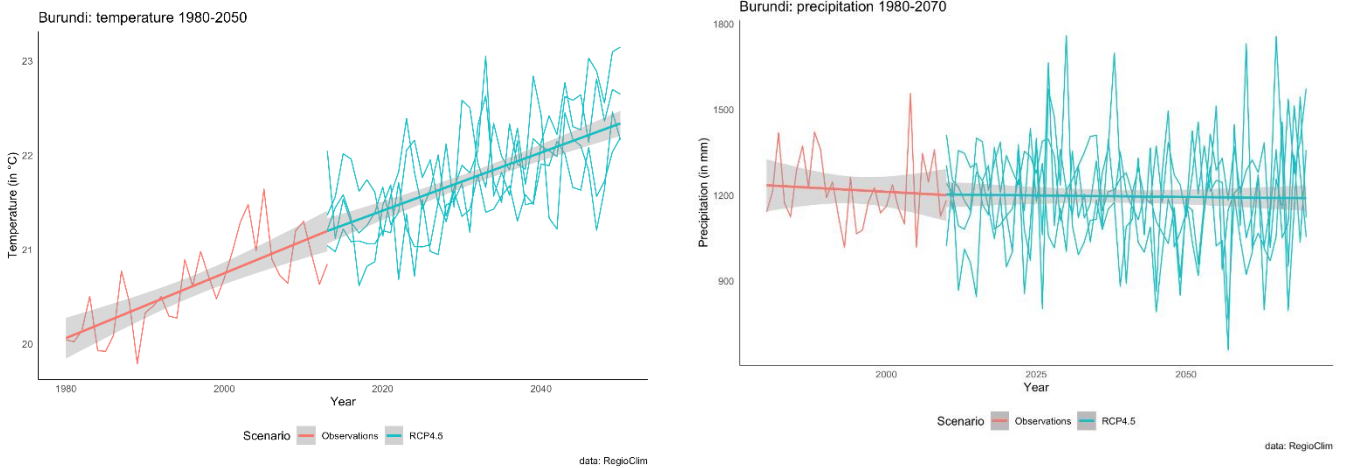 Burundi: temperature 1980-2050
23
22
21
20
Temperature (in °C)
1980
2000
2020
2040
Year
Scenario Observations RCP4.5
data: RegioClim
Burundi: precipitation 1980-2070
1800
1500
1200
900
Precipitation (in mm)
2000
2025
2050
Year
Scenario Observations RCP4.5
data: RegioClim